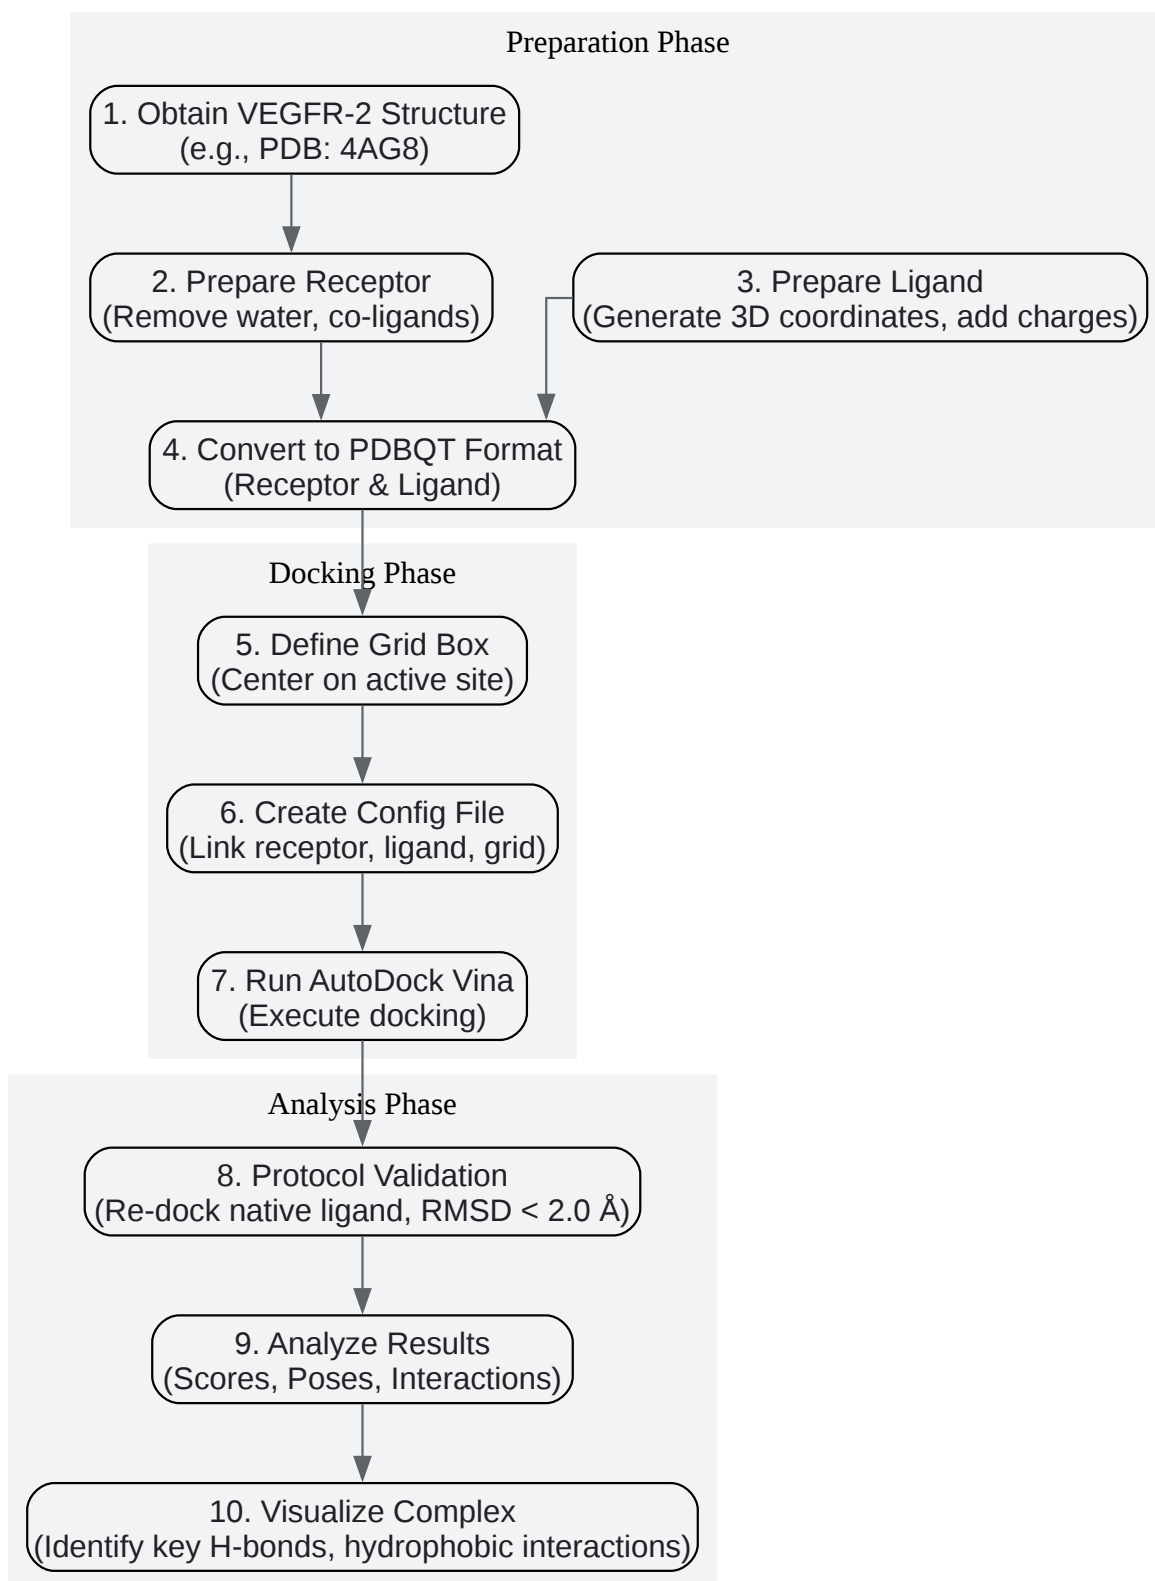 Preparation Phase
1. Obtain VEGFR-2 Structure
(e.g., PDB: 4AG8)
2. Prepare Receptor
(Remove water, co-ligands)
3. Prepare Ligand
(Generate 3D coordinates, add charges)
4. Convert to PDBQT Format
(Receptor & Ligand)
Docking Phase
5. Define Grid Box
(Center on active site)
6. Create Config File
(Link receptor, ligand, grid)
7. Run AutoDock Vina
(Execute docking)
Analysis Phase
8. Protocol Validation
(Re-dock native ligand, RMSD < 2.0 Å)
9. Analyze Results
(Scores, Poses, Interactions)
10. Visualize Complex
(Identify key H-bonds, hydrophobic interactions)